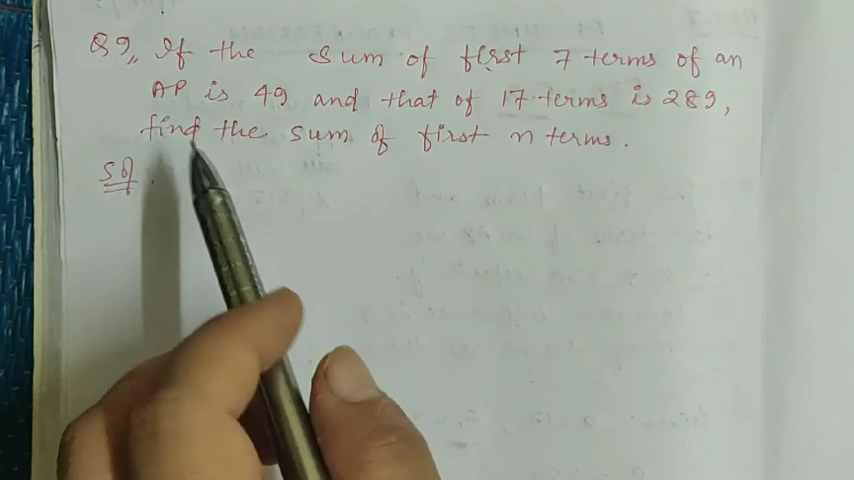 Q9,, If the sum of first 7 terms of an
AP is 49 and that of 17 terms is 289,
find the sum of first n terms.
Sol